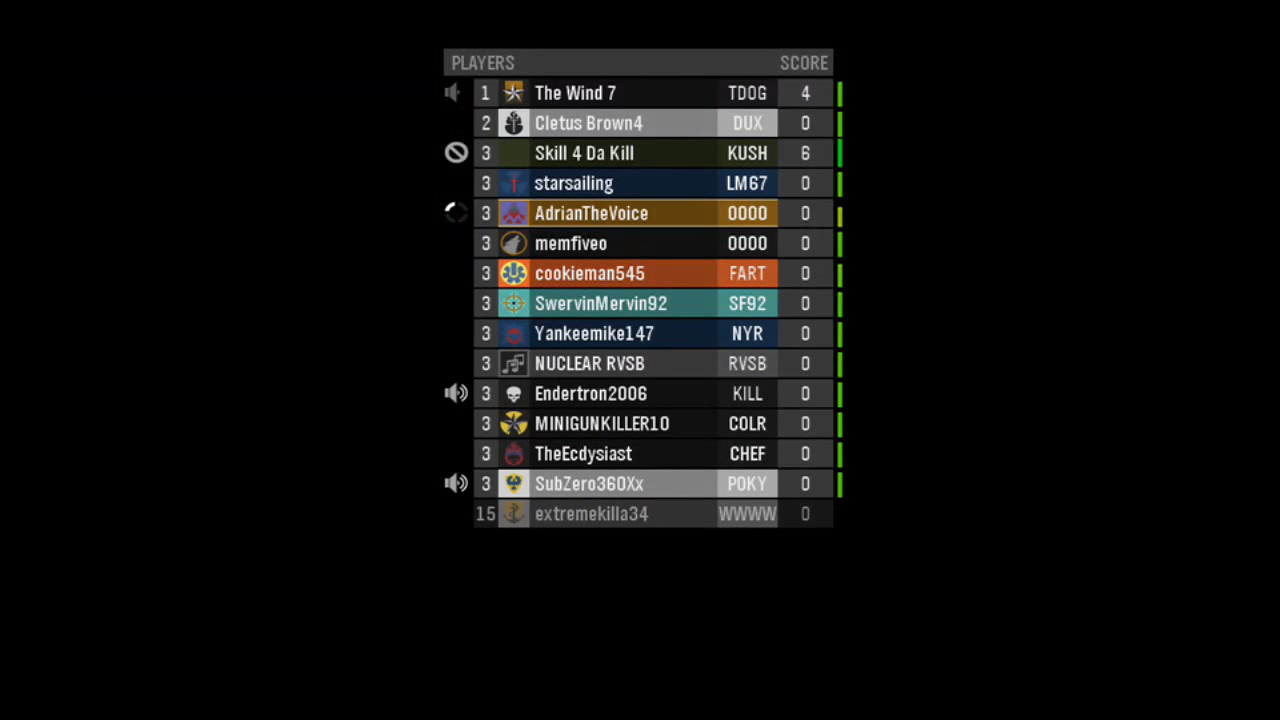 PLAYERS SCORE
1 The Wind 7 TDOG 4
2 Cletus Brown4 DUX 0
3 Skill 4 Da Kill KUSH 6
3 starsailing LM67 0
3 AdrianTheVoice 0000 0
3 memfiveo 0000 0
3 cookieman545 FART 0
3 SwervinMervin92 SF92 0
3 Yankeemike147 NYR 0
3 NUCLEAR RVSB RVSB 0
3 Endertron2006 KILL 0
3 MINIGUNKILLER10 COLR 0
3 TheEcdysiast CHEF 0
3 SubZero360Xx POKY 0
15 extremekilla34 WWWW 0